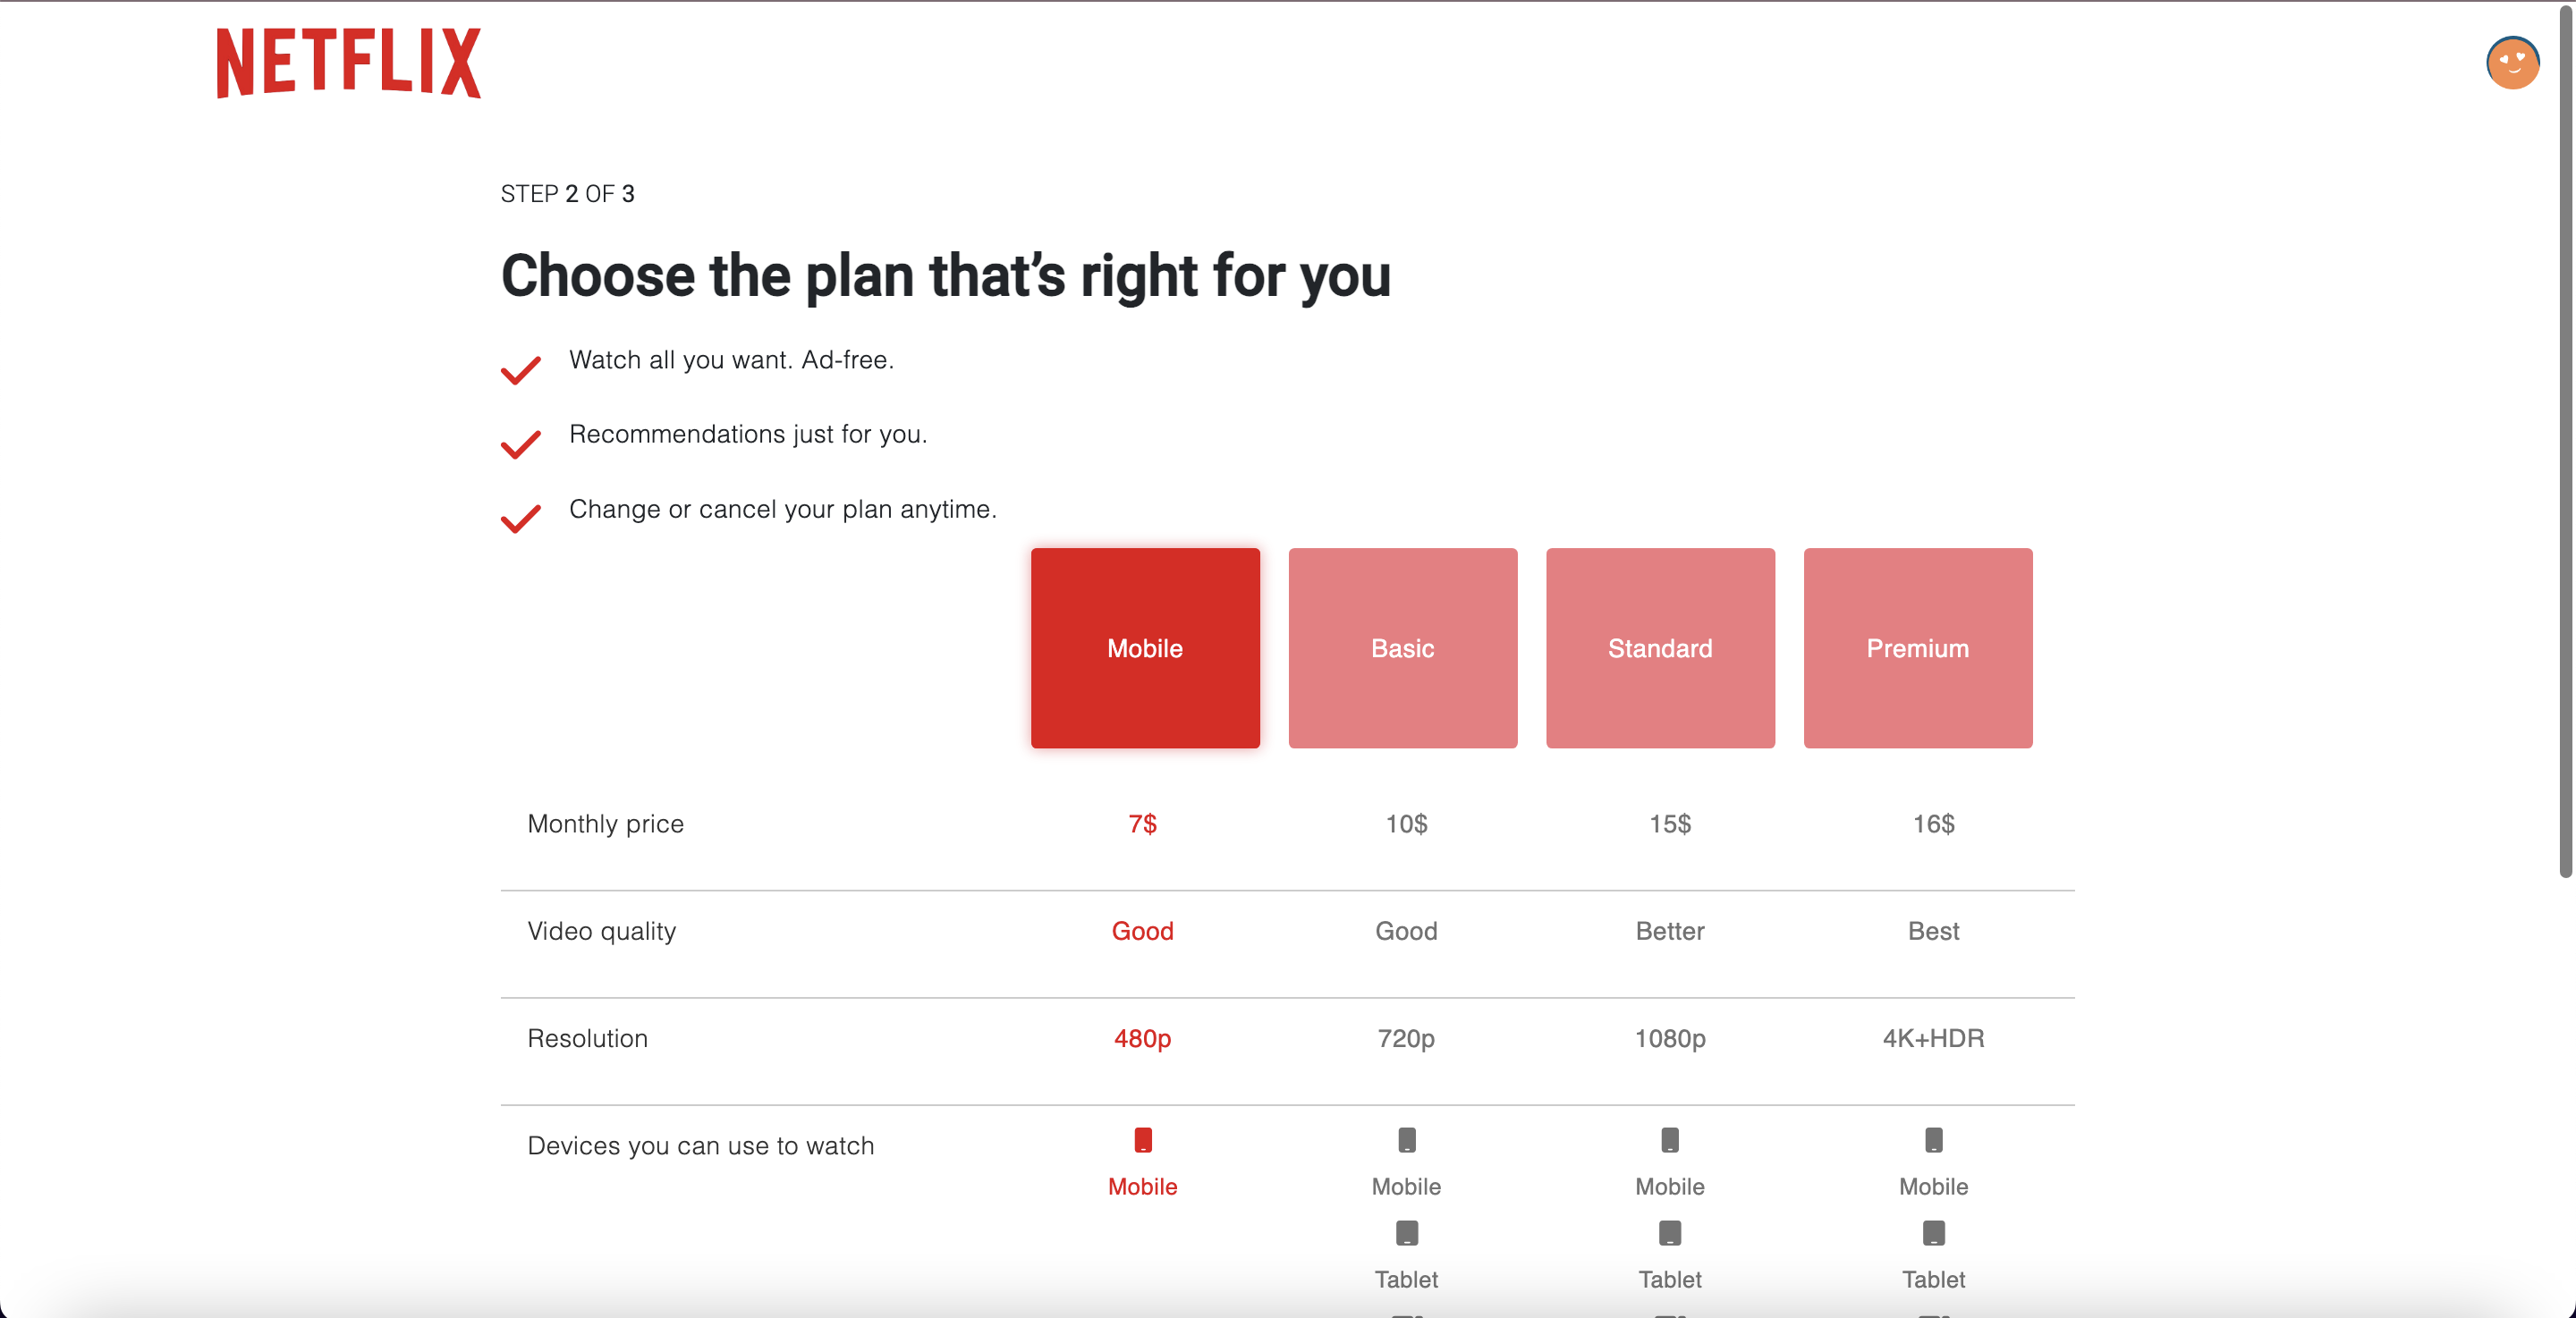 NETFLIX
STEP 2 OF 3
Choose the plan that’s right for you
Watch all you want. Ad-free.
Recommendations just for you.
Change or cancel your plan anytime.
Mobile Basic Standard Premium
Monthly price 7$ 10$ 15$ 16$
Video quality Good Good Better Best
Resolution 480p 720p 1080p 4K+HDR
Devices you can use to watch
Mobile Mobile Mobile Mobile
Tablet Tablet Tablet